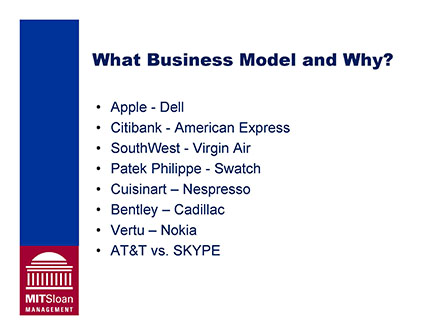 What Business Model and Why?
• Apple - Dell
• Citibank - American Express
• SouthWest - Virgin Air
• Patek Philippe - Swatch
• Cuisinart – Nespresso
• Bentley – Cadillac
• Vertu – Nokia
• AT&T vs. SKYPE
MITSloan
MANAGEMENT